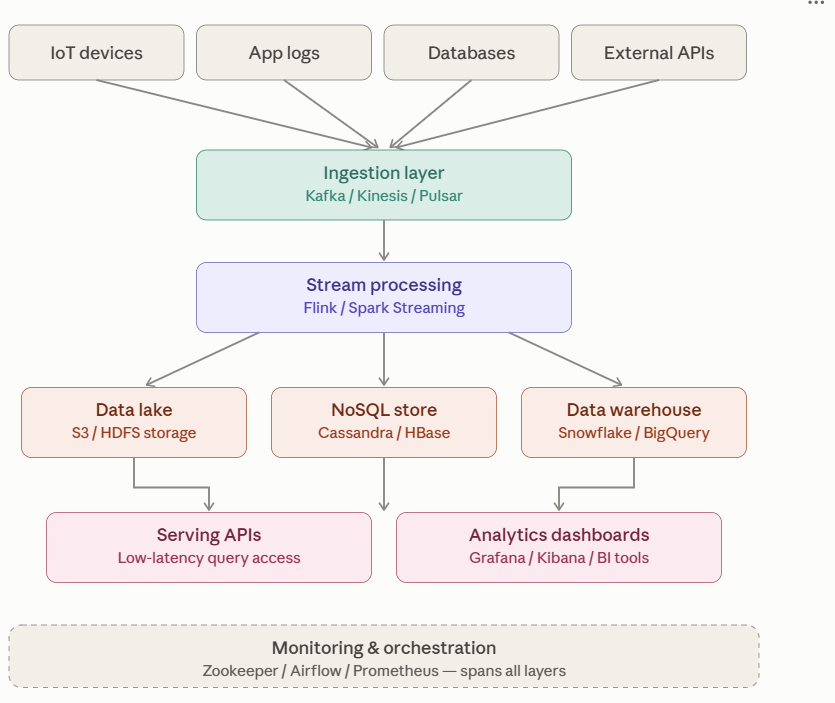 IoT devices
App logs
Databases
External APIs
Ingestion layer
Kafka / Kinesis / Pulsar
Stream processing
Flink / Spark Streaming
Data lake
S3 / HDFS storage
NoSQL store
Cassandra / HBase
Data warehouse
Snowflake / BigQuery
Serving APIs
Low-latency query access
Analytics dashboards
Grafana / Kibana / BI tools
Monitoring & orchestration
Zookeeper / Airflow / Prometheus — spans all layers